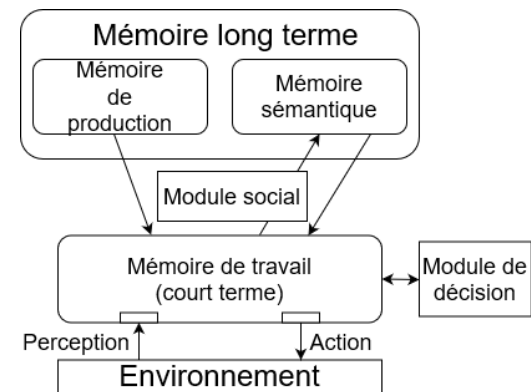 Mémoire long terme
Mémoire
de
production
Mémoire
sémantique
Module social
Mémoire de travail
(court terme)
Module de
décision
Perception
Action
Environnement